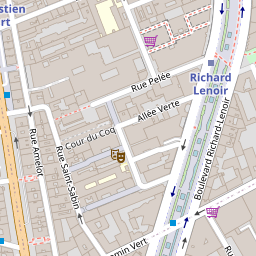 stien
rt
Rue Pelée
Richard
Lenoir
Allée Verte
Cour du Coq
Rue Amelot
Rue Saint-Sabin
Boulevard Richard-Lenoir
min Vert